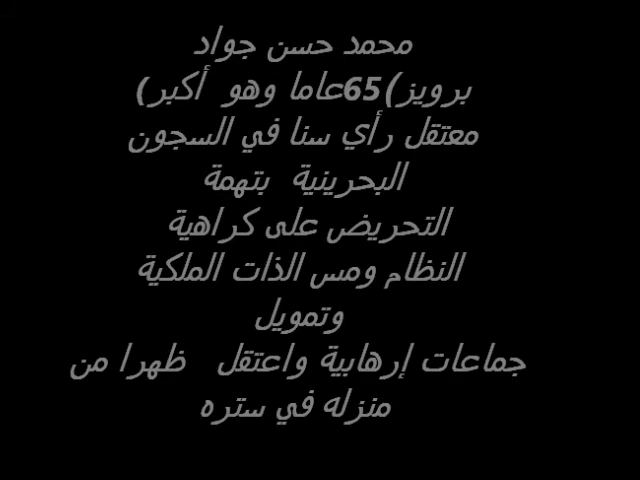 محمد حسن جواد
برويز)65عاما وهو أكبر)
معتقل رأي سنا في السجون
البحرينية بتهمة
التحريض على كراهية
النظام ومس الذات الملكية
وتمويل
جماعات إرهابية واعتقل ظهرا من
منزله في ستره